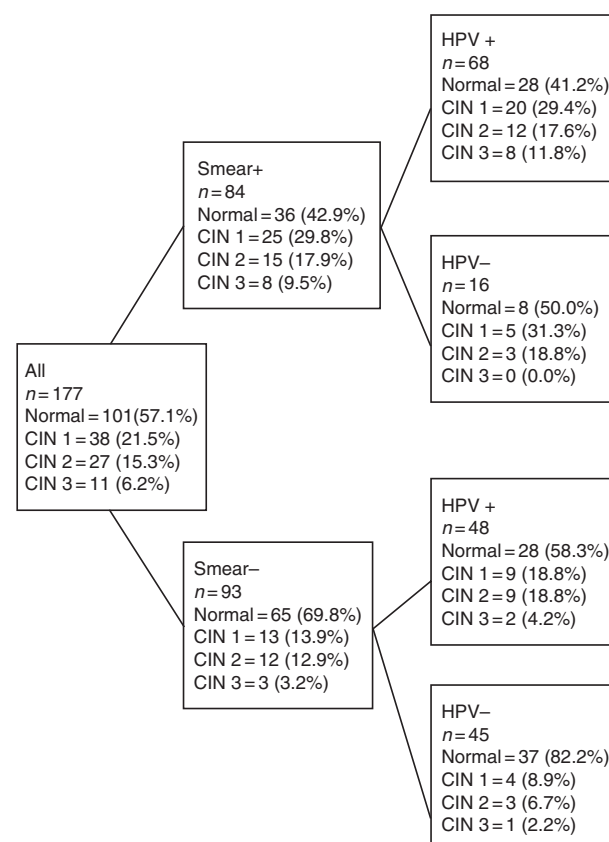 All
n=177
Normal=101(57.1%)
CIN 1=38 (21.5%)
CIN 2=27 (15.3%)
CIN 3=11 (6.2%)
Smear+
n=84
Normal=36 (42.9%)
CIN 1=25 (29.8%)
CIN 2=15 (17.9%)
CIN 3=8 (9.5%)
HPV +
n=68
Normal=28 (41.2%)
CIN 1=20 (29.4%)
CIN 2=12 (17.6%)
CIN 3=8 (11.8%)
HPV–
n=16
Normal=8 (50.0%)
CIN 1=5 (31.3%)
CIN 2=3 (18.8%)
CIN 3=0 (0.0%)
Smear–
n=93
Normal=65 (69.8%)
CIN 1=13 (13.9%)
CIN 2=12 (12.9%)
CIN 3=3 (3.2%)
HPV +
n=48
Normal=28 (58.3%)
CIN 1=9 (18.8%)
CIN 2=9 (18.8%)
CIN 3=2 (4.2%)
HPV–
n=45
Normal=37 (82.2%)
CIN 1=4 (8.9%)
CIN 2=3 (6.7%)
CIN 3=1 (2.2%)